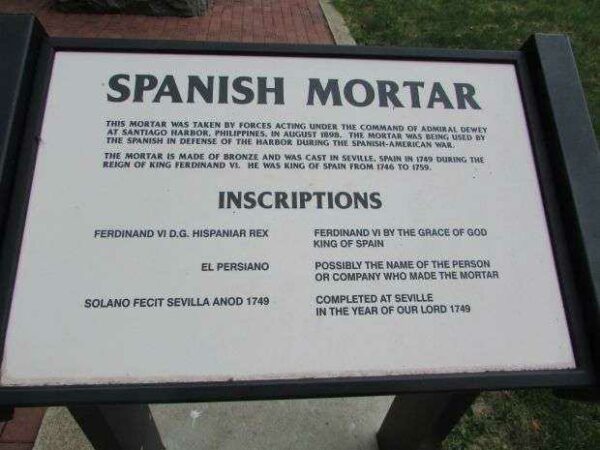 SPANISH MORTAR
THIS MORTAR WAS TAKEN BY FORCES ACTING UNDER THE COMMAND OF ADMIRAL DEWEY
AT SANTIAGO HARBOR, PHILIPPINES, IN AUGUST 1898. THE MORTAR WAS BEING USED BY
THE SPANISH IN DEFENSE OF THE HARBOR DURING THE SPANISH-AMERICAN WAR.
THE MORTAR IS MADE OF BRONZE AND WAS CAST IN SEVILLE, SPAIN IN 1749 DURING THE
REIGN OF KING FERDINAND VI. HE WAS KING OF SPAIN FROM 1746 TO 1759.
INSCRIPTIONS
FERDINAND VI D.G. HISPANIAR REX
FERDINAND VI BY THE GRACE OF GOD
KING OF SPAIN
EL PERSIANO
POSSIBLY THE NAME OF THE PERSON
OR COMPANY WHO MADE THE MORTAR
SOLANO FECIT SEVILLA ANOD 1749
COMPLETED AT SEVILLE
IN THE YEAR OF OUR LORD 1749